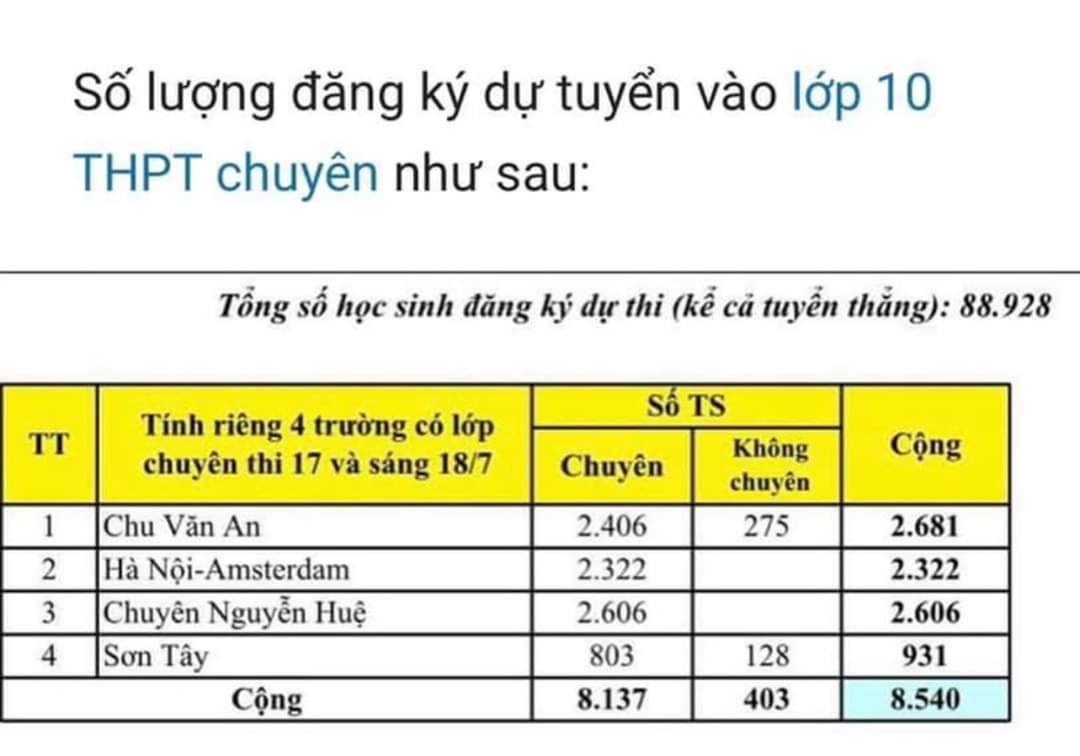 Số lượng đăng ký dự tuyển vào lớp 10
THPT chuyên như sau:
Tổng số học sinh đăng ký dự thi (kể cả tuyển thẳng): 88.928
TT
Tính riêng 4 trường có lớp
chuyên thi 17 và sáng 18/7
Số TS
Chuyên
Không
chuyên
Cộng
1 Chu Văn An 2.406 275 2.681
2 Hà Nội-Amsterdam 2.322 2.322
3 Chuyên Nguyễn Huệ 2.606 2.606
4 Sơn Tây 803 128 931
Cộng 8.137 403 8.540